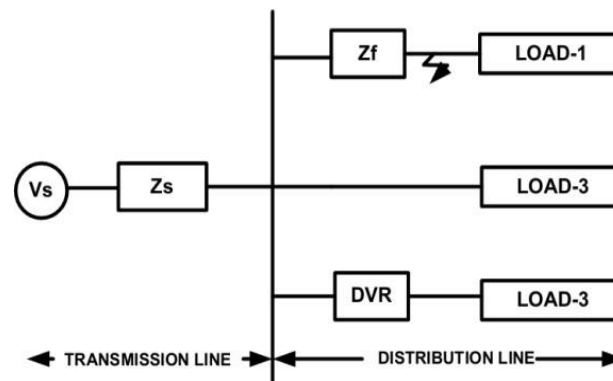 Zf
LOAD-1
Vs
Zs
LOAD-3
DVR
LOAD-3
TRANSMISSION LINE
DISTRIBUTION LINE